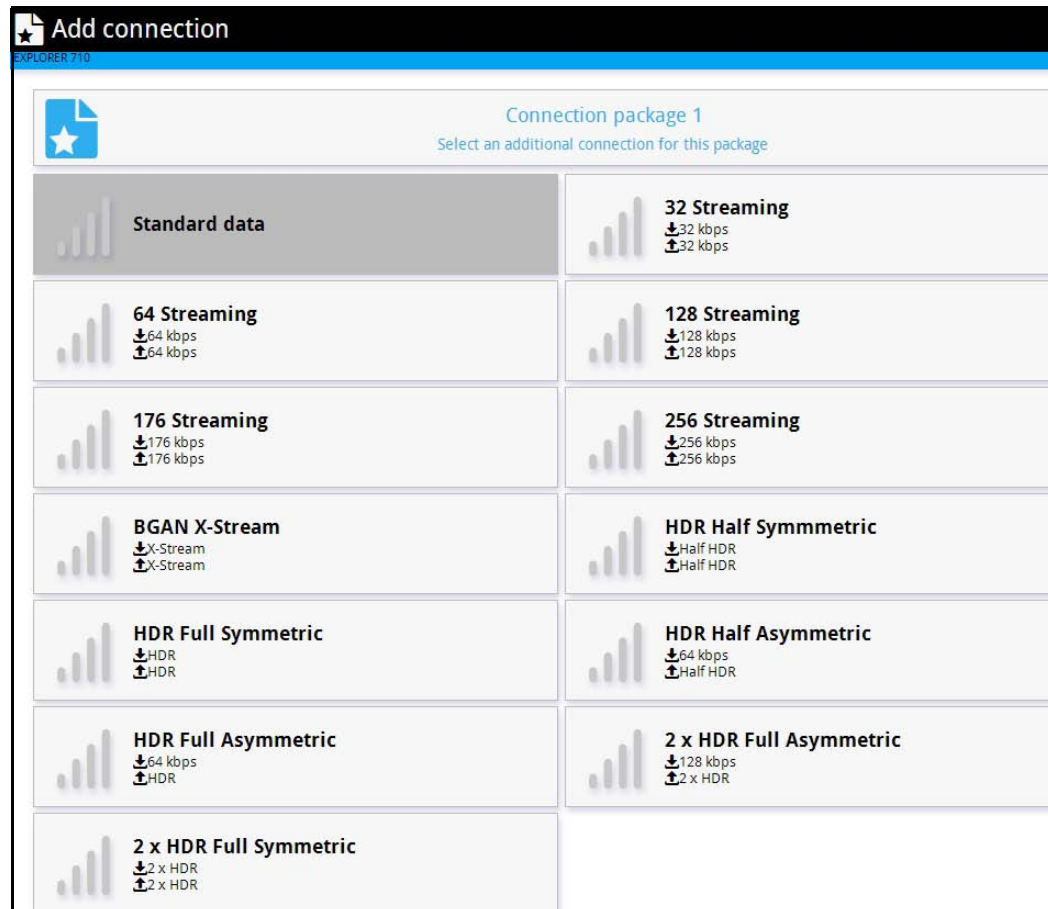 Add connection
EXPLORER 710
Connection package 1
Select an additional connection for this package
Standard data
32 Streaming
32 kbps
32 kbps
64 Streaming
64 kbps
64 kbps
128 Streaming
128 kbps
128 kbps
176 Streaming
176 kbps
176 kbps
256 Streaming
256 kbps
256 kbps
BGAN X-Stream
X-Stream
X-Stream
HDR Half Symmmetric
Half HDR
Half HDR
HDR Full Symmetric
HDR
HDR
HDR Half Asymmetric
64 kbps
Half HDR
HDR Full Asymmetric
64 kbps
HDR
2 x HDR Full Asymmetric
128 kbps
2 x HDR
2 x HDR Full Symmetric
2 x HDR
2 x HDR